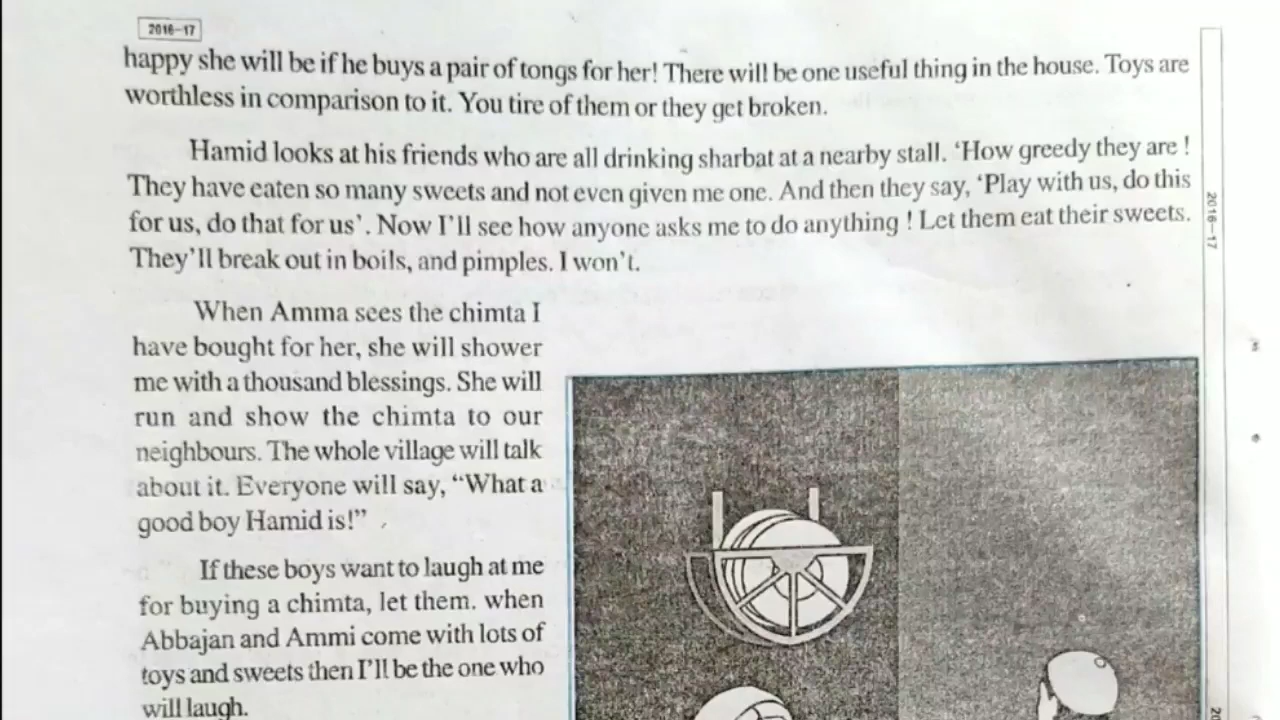 2016-17
happy she will be if he buys a pair of tongs for her! There will be one useful thing in the house. Toys are
worthless in comparison to it. You tire of them or they get broken.
Hamid looks at his friends who are all drinking sharbat at a nearby stall. ‘How greedy they are !
They have eaten so many sweets and not even given me one. And then they say, ‘Play with us, do this
for us, do that for us’. Now I’ll see how anyone asks me to do anything ! Let them eat their sweets.
They’ll break out in boils, and pimples. I won’t.
When Amma sees the chimta I
have bought for her, she will shower
me with a thousand blessings. She will
run and show the chimta to our
neighbours. The whole village will talk
about it. Everyone will say, “What a
good boy Hamid is!”
If these boys want to laugh at me
for buying a chimta, let them. when
Abbajan and Ammi come with lots of
toys and sweets then I’ll be the one who
will laugh.
2016-17